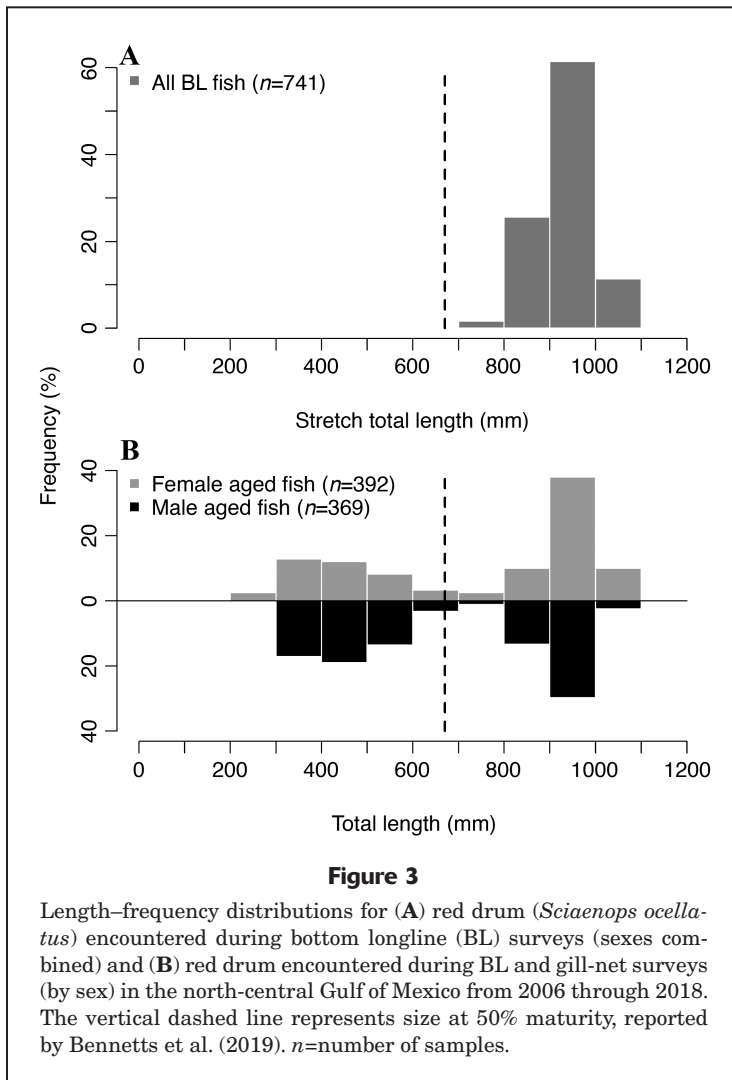 A
All BL fish (n=741)
60
40
20
0
0 200 400 600 800 1000 1200
Stretch total length (mm)
Frequency (%)
B
Female aged fish (n=392)
Male aged fish (n=369)
40
20
0
20
40
0 200 400 600 800 1000 1200
Total length (mm)
Figure 3
Length–frequency distributions for (A) red drum (Sciaenops ocella-
tus) encountered during bottom longline (BL) surveys (sexes com-
bined) and (B) red drum encountered during BL and gill-net surveys
(by sex) in the north-central Gulf of Mexico from 2006 through 2018.
The vertical dashed line represents size at 50% maturity, reported
by Bennetts et al. (2019). n=number of samples.